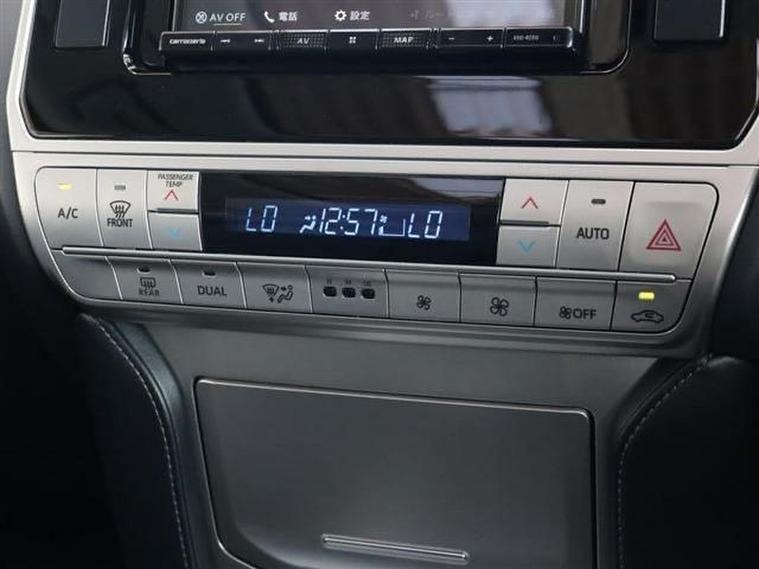 AV OFF 電話 設定
carrozzeria AV MAP
PASSENGER TEMP
A/C FRONT LO 12:57 LO AUTO
REAR DUAL OFF